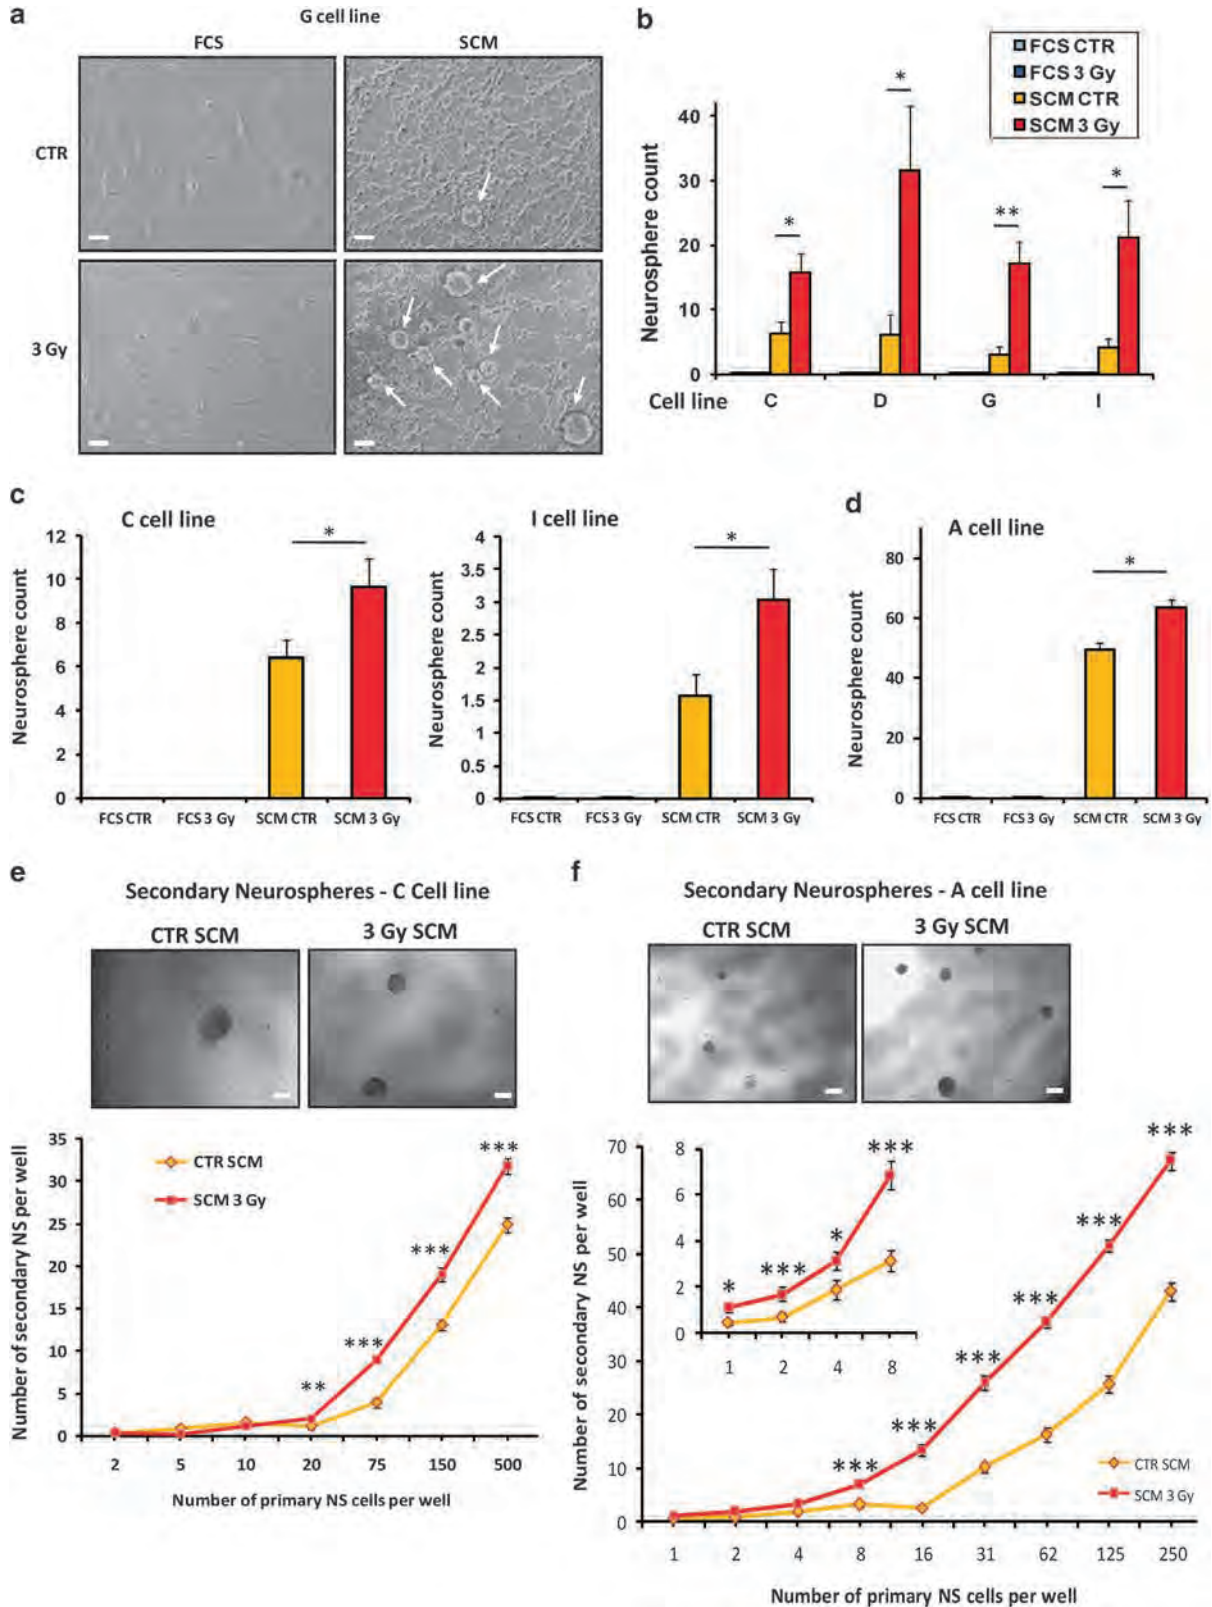 a
G cell line
FCS
SCM
CTR
3 Gy
b
FCS CTR
FCS 3 Gy
SCM CTR
SCM 3 Gy
Neurosphere count
40
30
20
10
0
*
*
**
*
Cell line
C
D
G
I
c
C cell line
Neurosphere count
12
10
8
6
4
2
0
*
FCS CTR
FCS 3 Gy
SCM CTR
SCM 3 Gy
I cell line
Neurosphere count
4
3.5
3
2.5
2
1.5
1
0.5
0
*
FCS CTR
FCS 3 Gy
SCM CTR
SCM 3 Gy
d
A cell line
Neurosphere count
80
60
40
20
0
*
FCS CTR
FCS 3 Gy
SCM CTR
SCM 3 Gy
e
Secondary Neurospheres - C Cell line
CTR SCM
3 Gy SCM
Number of secondary NS per well
35
30
25
20
15
10
5
0
CTR SCM
SCM 3 Gy
**
***
***
***
2
5
10
20
75
150
500
Number of primary NS cells per well
f
Secondary Neurospheres - A cell line
CTR SCM
3 Gy SCM
Number of secondary NS per well
70
60
50
40
30
20
10
0
8
6
4
2
0
*
***
*
***
1
2
4
8
***
***
***
***
***
***
CTR SCM
SCM 3 Gy
1
2
4
8
16
31
62
125
250
Number of primary NS cells per well